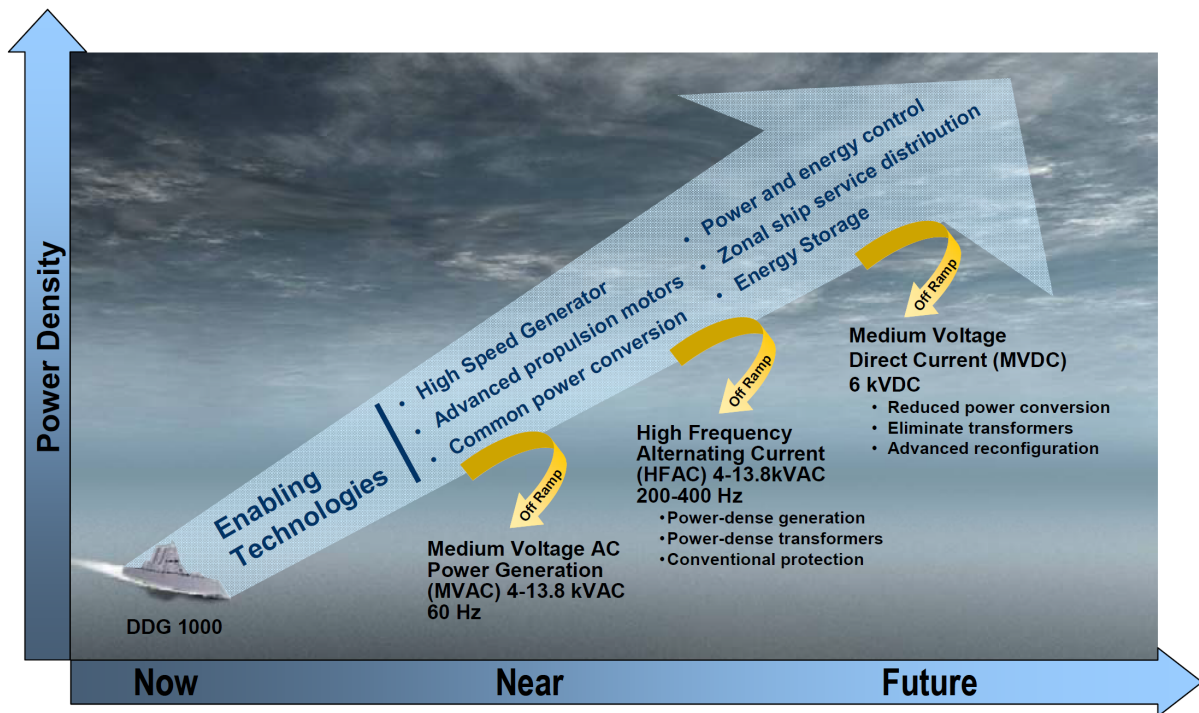 Power Density
Enabling
Technologies
• High Speed Generator
• Advanced propulsion motors
• Common power conversion
• Power and energy control
• Zonal ship service distribution
• Energy Storage
DDG 1000
Off Ramp
Medium Voltage AC
Power Generation
(MVAC) 4-13.8 kVAC
60 Hz
Off Ramp
High Frequency
Alternating Current
(HFAC) 4-13.8kVAC
200-400 Hz
•Power-dense generation
•Power-dense transformers
•Conventional protection
Off Ramp
Medium Voltage
Direct Current (MVDC)
6 kVDC
• Reduced power conversion
• Eliminate transformers
• Advanced reconfiguration
Now
Near
Future